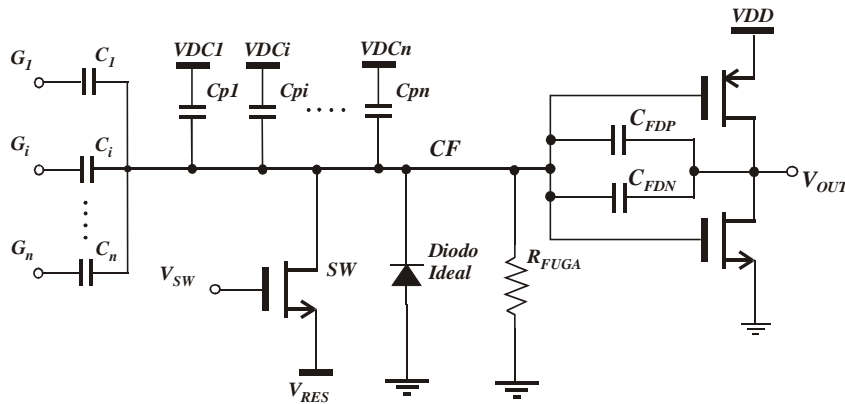 VDD
VDC1 VDCi VDCn
G1 C1
Cp1 Cpi Cpn
CFDP
Gi Ci
CF
CFDN
VOUT
Gn Cn
VSW SW
Diodo
Ideal
RFUGA
VRES